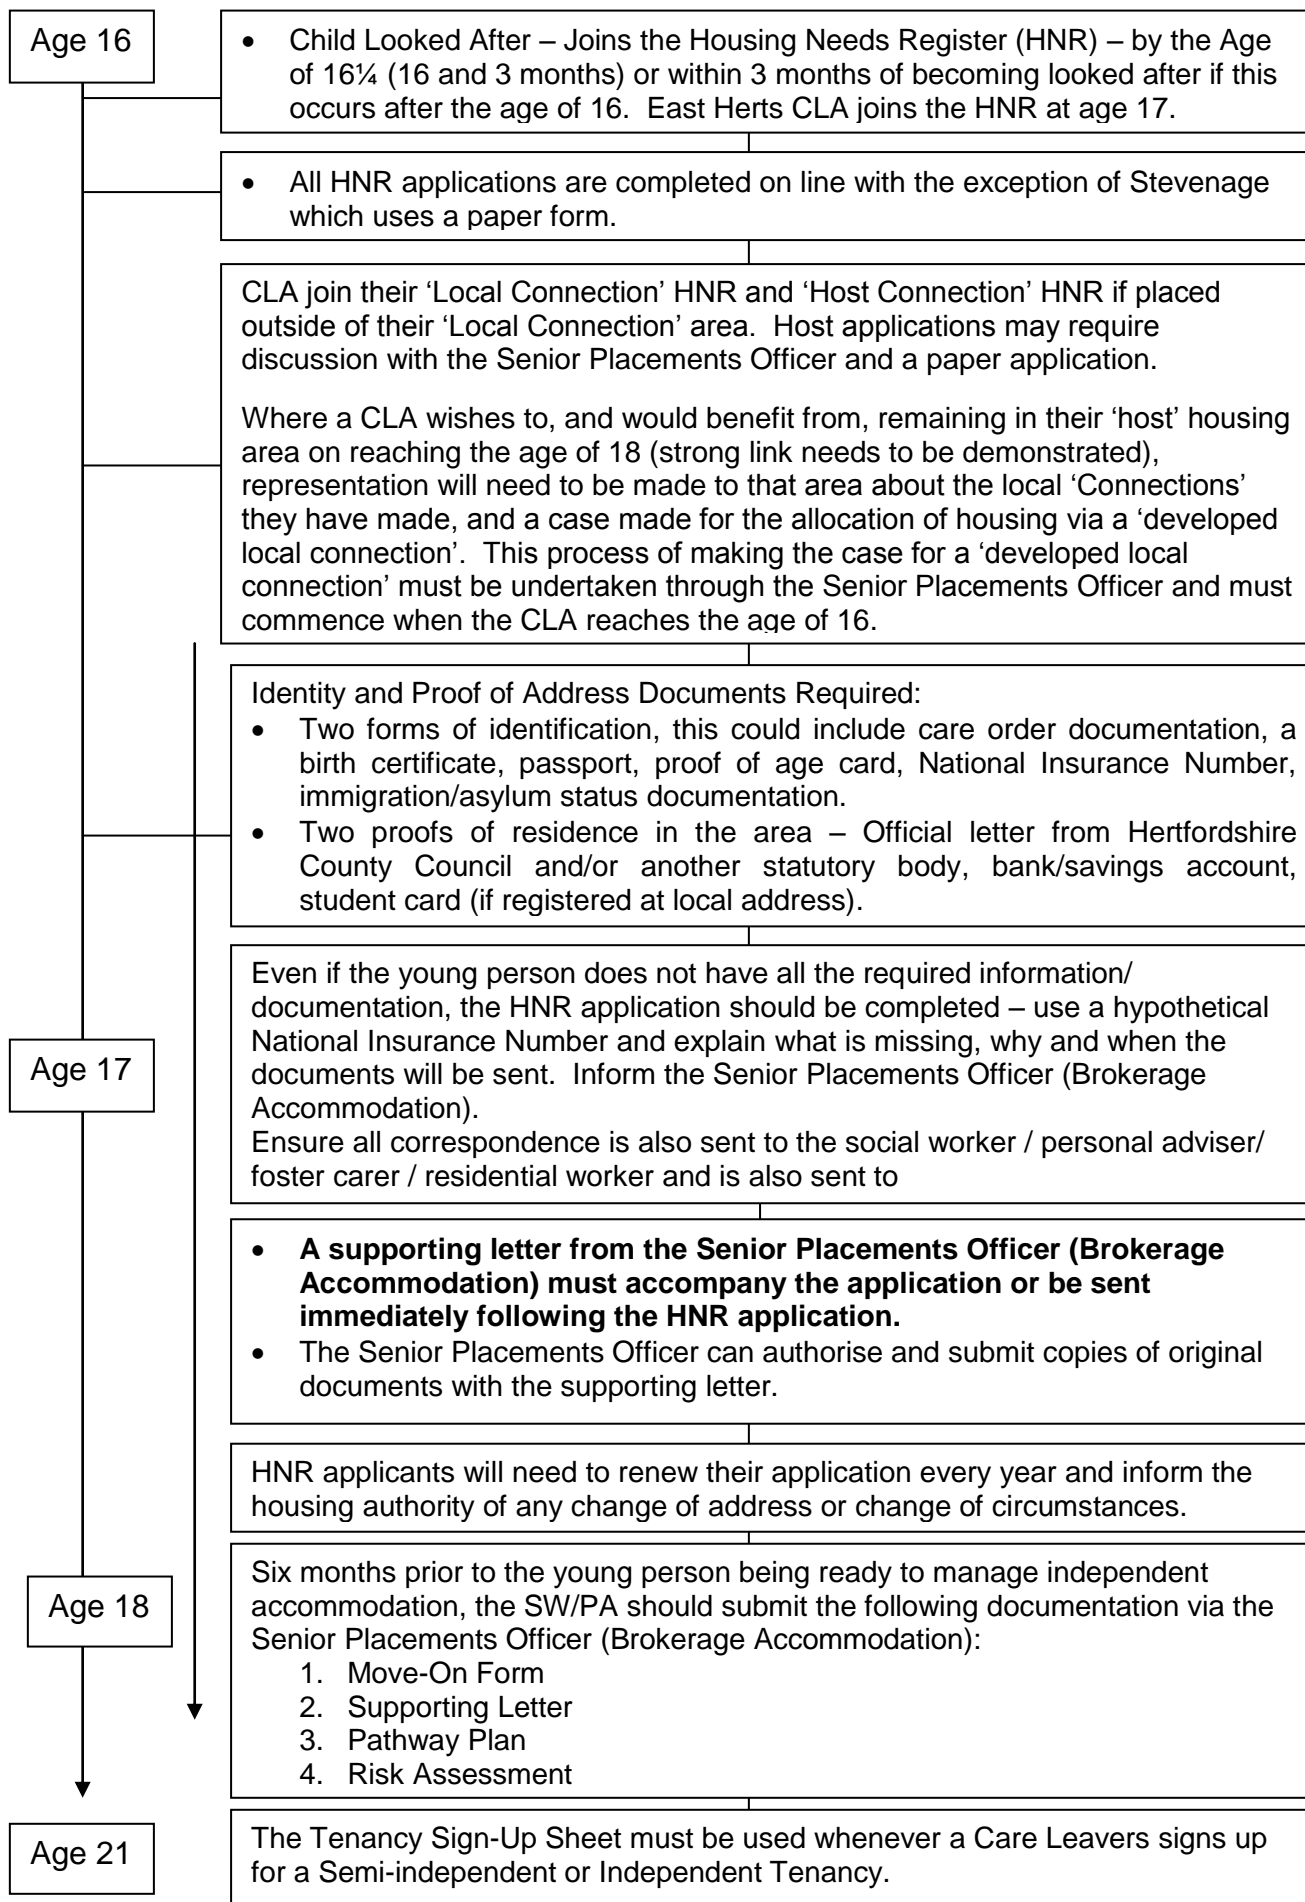 Age 16
• Child Looked After – Joins the Housing Needs Register (HNR) – by the Age
of 16¼ (16 and 3 months) or within 3 months of becoming looked after if this
occurs after the age of 16. East Herts CLA joins the HNR at age 17.
• All HNR applications are completed on line with the exception of Stevenage
which uses a paper form.
CLA join their ‘Local Connection’ HNR and ‘Host Connection’ HNR if placed
outside of their ‘Local Connection’ area. Host applications may require
discussion with the Senior Placements Officer and a paper application.
Where a CLA wishes to, and would benefit from, remaining in their ‘host’ housing
area on reaching the age of 18 (strong link needs to be demonstrated),
representation will need to be made to that area about the local ‘Connections’
they have made, and a case made for the allocation of housing via a ‘developed
local connection’. This process of making the case for a ‘developed local
connection’ must be undertaken through the Senior Placements Officer and must
commence when the CLA reaches the age of 16.
Identity and Proof of Address Documents Required:
• Two forms of identification, this could include care order documentation, a
birth certificate, passport, proof of age card, National Insurance Number,
immigration/asylum status documentation.
• Two proofs of residence in the area – Official letter from Hertfordshire
County Council and/or another statutory body, bank/savings account,
student card (if registered at local address).
Age 17
Even if the young person does not have all the required information/
documentation, the HNR application should be completed – use a hypothetical
National Insurance Number and explain what is missing, why and when the
documents will be sent. Inform the Senior Placements Officer (Brokerage
Accommodation).
Ensure all correspondence is also sent to the social worker / personal adviser/
foster carer / residential worker and is also sent to
• A supporting letter from the Senior Placements Officer (Brokerage
Accommodation) must accompany the application or be sent
immediately following the HNR application.
• The Senior Placements Officer can authorise and submit copies of original
documents with the supporting letter.
HNR applicants will need to renew their application every year and inform the
housing authority of any change of address or change of circumstances.
Age 18
Six months prior to the young person being ready to manage independent
accommodation, the SW/PA should submit the following documentation via the
Senior Placements Officer (Brokerage Accommodation):
1. Move-On Form
2. Supporting Letter
3. Pathway Plan
4. Risk Assessment
Age 21
The Tenancy Sign-Up Sheet must be used whenever a Care Leavers signs up
for a Semi-independent or Independent Tenancy.